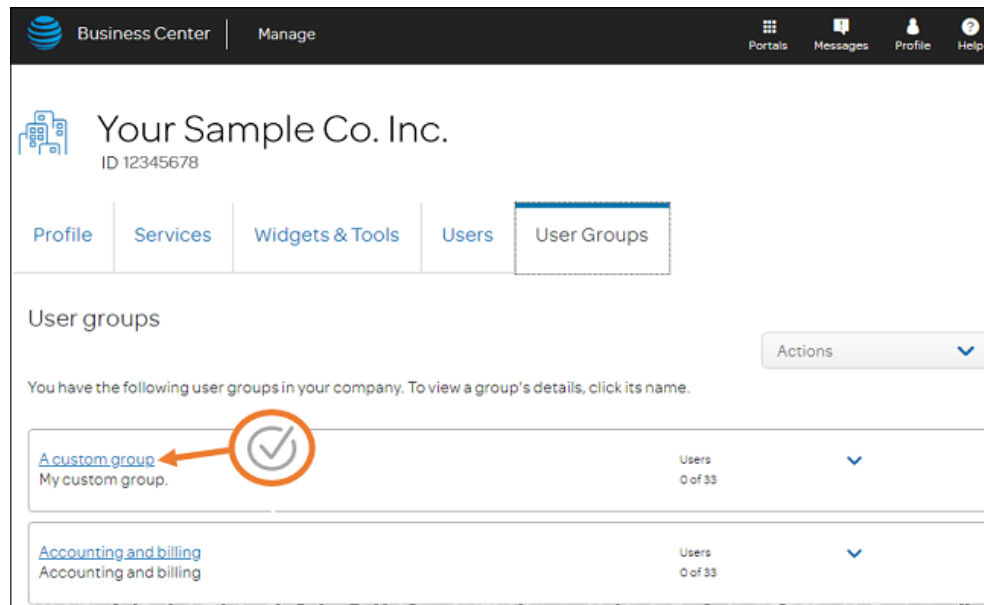 Business Center Manage
Portals Messages Profile Help
Your Sample Co. Inc.
ID 12345678
Profile Services Widgets & Tools Users User Groups
User groups
Actions
You have the following user groups in your company. To view a group's details, click its name.
A custom group
My custom group.
Users
0 of 33
Accounting and billing
Accounting and billing
Users
0 of 33